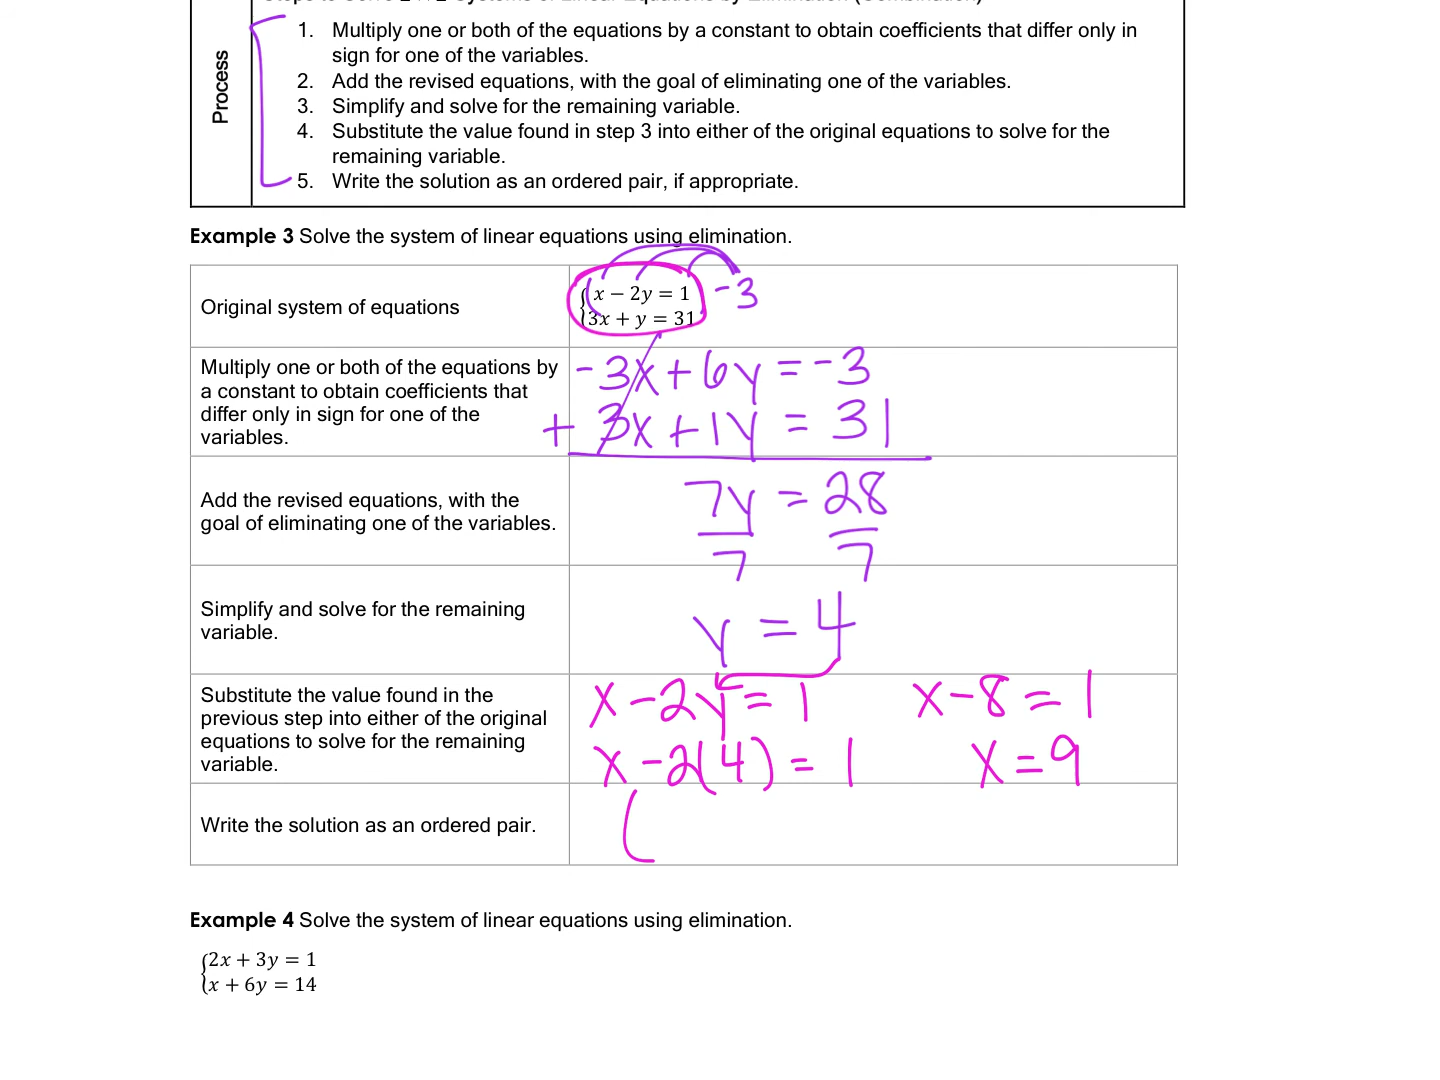 Process
1. Multiply one or both of the equations by a constant to obtain coefficients that differ only in
sign for one of the variables.
2. Add the revised equations, with the goal of eliminating one of the variables.
3. Simplify and solve for the remaining variable.
4. Substitute the value found in step 3 into either of the original equations to solve for the
remaining variable.
5. Write the solution as an ordered pair, if appropriate.
Example 3 Solve the system of linear equations using elimination.
Original system of equations
x − 2y = 1
3x + y = 31
-3
Multiply one or both of the equations by
a constant to obtain coefficients that
differ only in sign for one of the
variables.
-3x + 6y = -3
+ 3x + 1y = 31
Add the revised equations, with the
goal of eliminating one of the variables.
7y = 28
7 7
Simplify and solve for the remaining
variable.
y = 4
Substitute the value found in the
previous step into either of the original
equations to solve for the remaining
variable.
x - 2y = 1
x - 2(4) = 1
x - 8 = 1
x = 9
Write the solution as an ordered pair.
(
Example 4 Solve the system of linear equations using elimination.
2x + 3y = 1
x + 6y = 14